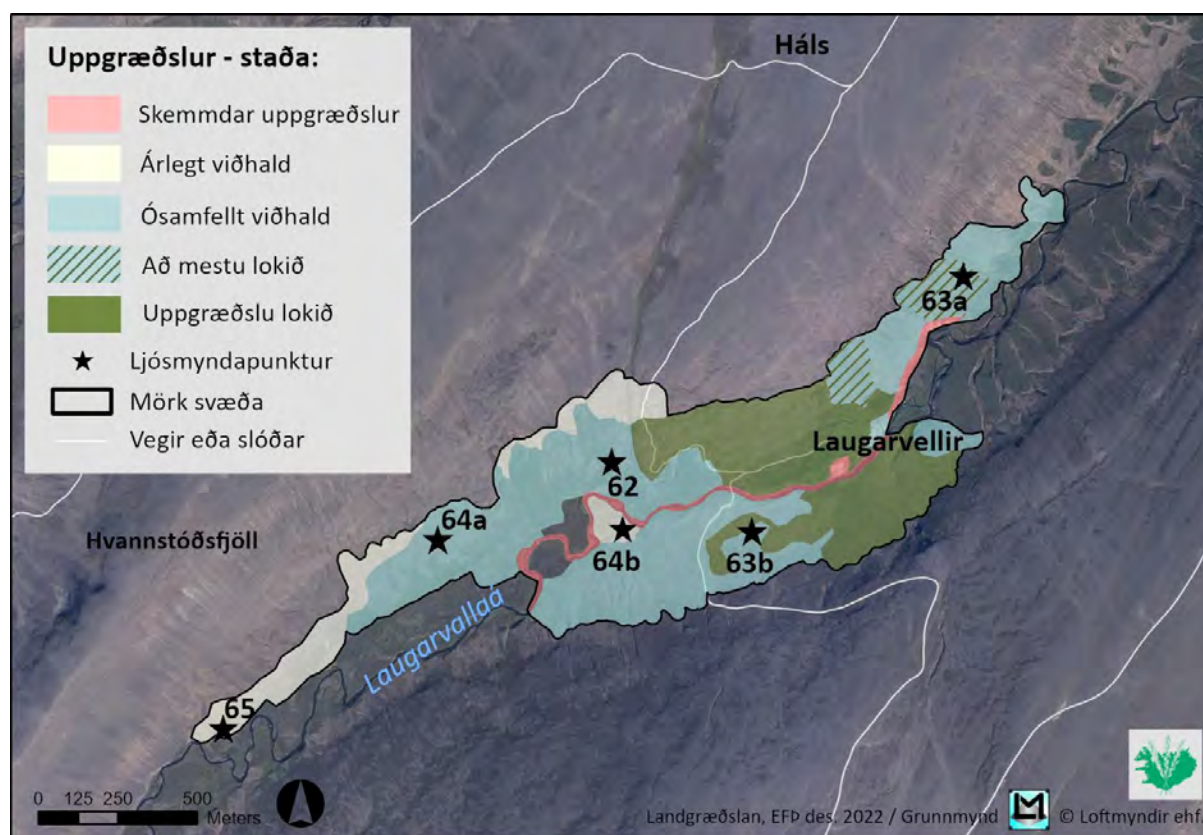 Uppgræðslur - staða:
Skemmdar uppgræðslur
Árlegt viðhald
Ósamfellt viðhald
Að mestu lokið
Uppgræðslu lokið
Ljósmyndapunktur
Mörk svæða
Vegir eða slóðar
Háls
63a
Laugarvellir
62
64a
64b
63b
Hvannstóðsfjöll
Laugarvallaá
65
0 125 250 500
Meters
Landgræðslan, EFÞ des. 2022 / Grunnmynd © Loftmyndir ehf